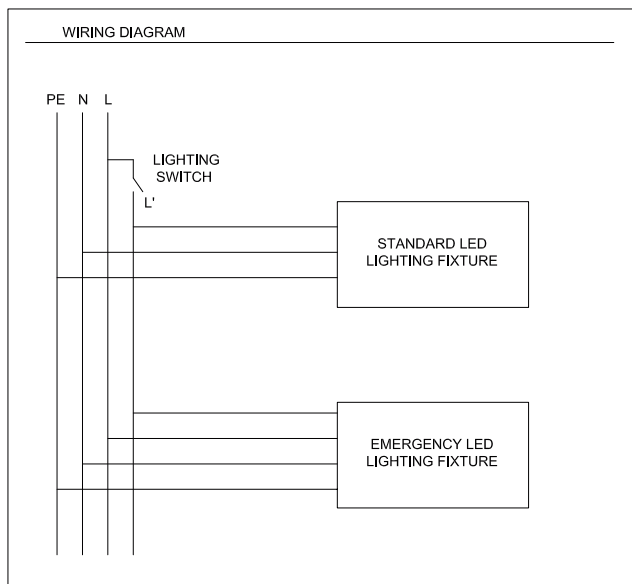 WIRING DIAGRAM
PE N L
LIGHTING
SWITCH
L'
STANDARD LED
LIGHTING FIXTURE
EMERGENCY LED
LIGHTING FIXTURE